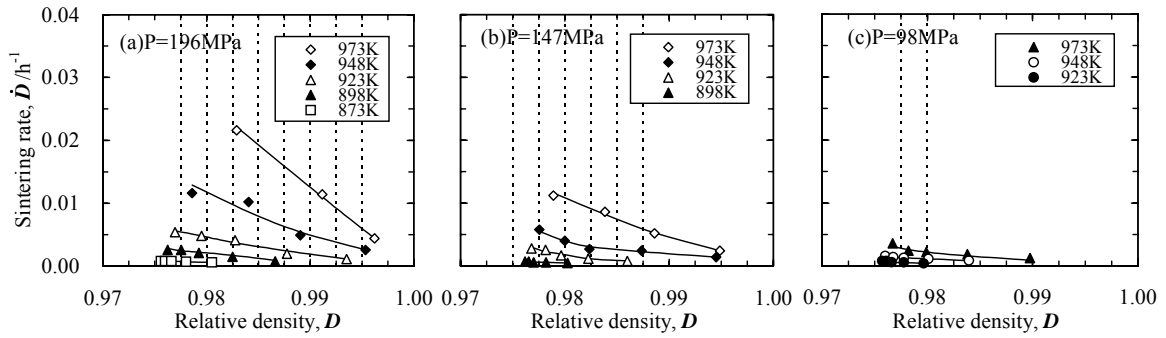 Sintering rate, Ḋ/h⁻¹
0.04
0.03
0.02
0.01
0.00
(a)P=196MPa
973K
948K
923K
898K
873K
0.97 0.98 0.99 1.00
Relative density, D
(b)P=147MPa
973K
948K
923K
898K
0.97 0.98 0.99 1.00
Relative density, D
(c)P=98MPa
973K
948K
923K
0.97 0.98 0.99 1.00
Relative density, D